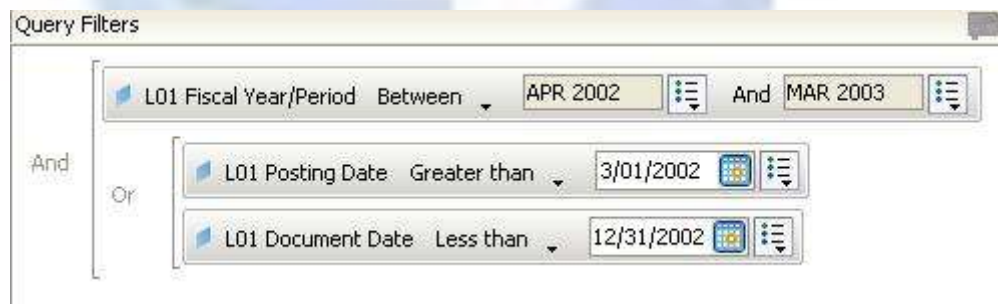 Query Filters
L01 Fiscal Year/Period Between APR 2002 And MAR 2003
And
L01 Posting Date Greater than 3/01/2002
Or
L01 Document Date Less than 12/31/2002